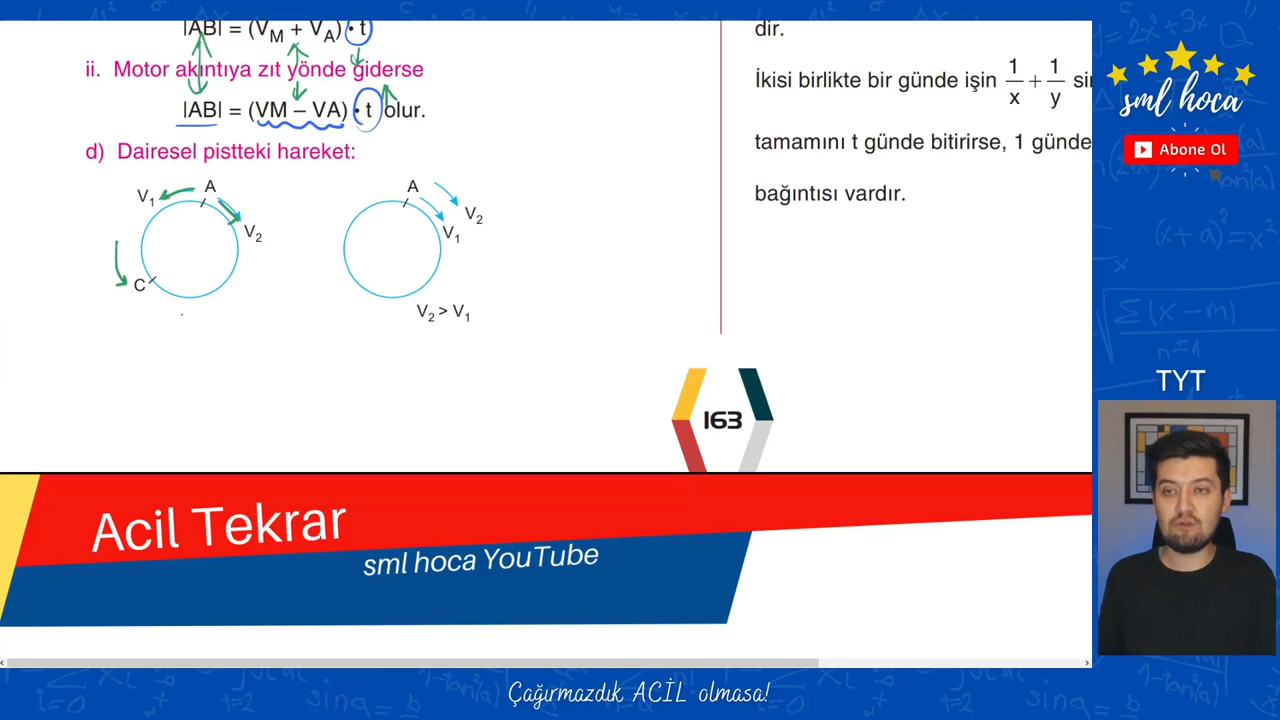 |AB| = (VM + VA) • t
ii. Motor akıntıya zıt yönde giderse
|AB| = (VM – VA) • t olur.
d) Dairesel pistteki hareket:
V1 A
V2
C
A
V2
V1
V2 > V1
dir.
İkisi birlikte bir günde işin 1/x + 1/y
tamamını t günde bitirirse, 1 günde
bağıntısı vardır.
163
Acil Tekrar
sml hoca YouTube
sml hoca
Abone Ol
TYT
Çağırmazdık ACİL olmasa!